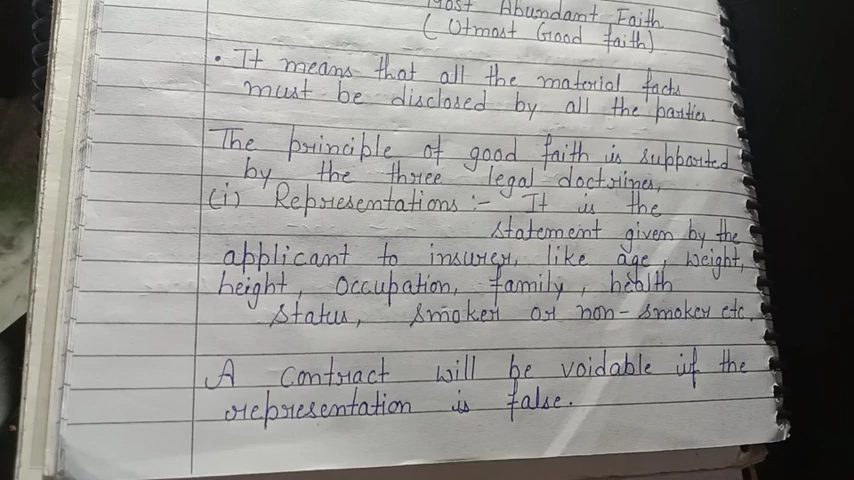 Most Abundant Faith
(Utmost Good faith)
• It means that all the material facts
must be disclosed by all the parties.
The principle of good faith is supported
by the three legal doctrines,
(i) Representations :- It is the
statement given by the
applicant to insurer, like age, weight,
height, occupation, family, health
status, smoker or non-smoker etc.
A contract will be voidable if the
representation is false.